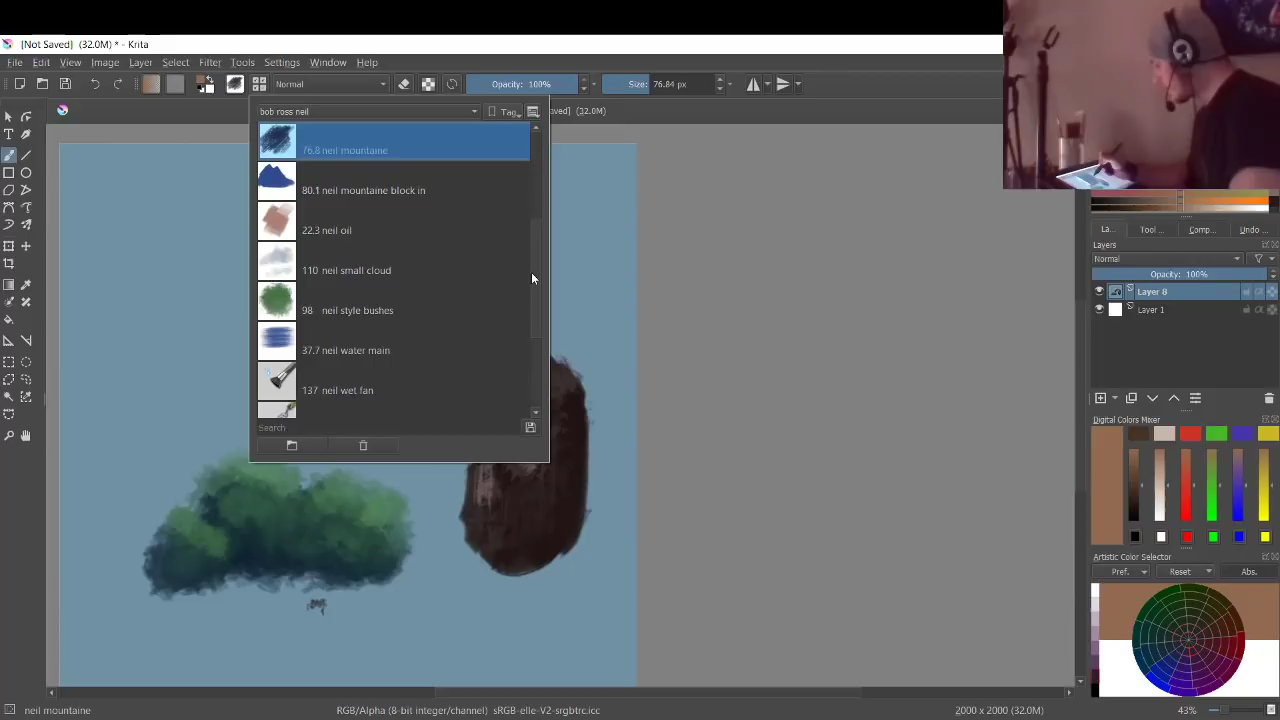 [Not Saved] (32.0M) * - Krita
File Edit View Image Layer Select Filter Tools Settings Window Help
Normal Opacity: 100% Size: 76.84 px
bob ross neil Tag
aved] (32.0M)
76.8 neil mountaine
80.1 neil mountaine block in
22.3 neil oil
110 neil small cloud
98 neil style bushes
37.7 neil water main
137 neil wet fan
Search
La... Tool ... Comp... Undo ...
Layers
Normal
Opacity: 100%
Layer 8
Layer 1
Digital Colors Mixer
Artistic Color Selector
Pref. Reset Abs.
neil mountaine RGB/Alpha (8-bit integer/channel) sRGB-elle-V2-srgbtrc.icc 2000 x 2000 (32.0M) 43%